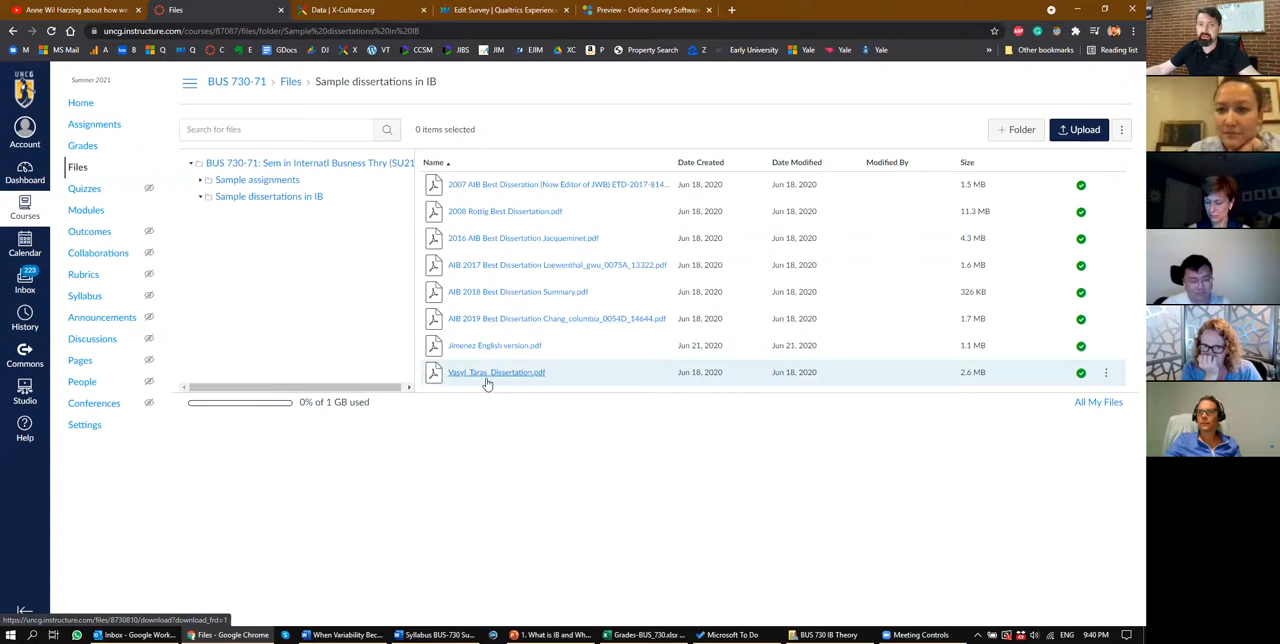 Anne Wil Harzing about how we
Files
Data | X-Culture.org
Edit Survey | Qualtrics Experience
Preview - Online Survey Software
uncg.instructure.com/courses/87087/files/folder/Sample%20dissertations%20in%20IB
M
MS Mail
A
box
B
Q
Q
C
E
GDocs
DJ
X
VT
CCSM
JIBS
JIM
EJIM
XC
P
Property Search
Z
Early University
Yale
Yale
Yale
Other bookmarks
Reading list
UNCG
Account
Dashboard
Courses
Calendar
223
Inbox
History
Commons
Studio
Help
Summer 2021
Home
Assignments
Grades
Files
Quizzes
Modules
Outcomes
Collaborations
Rubrics
Syllabus
Announcements
Discussions
Pages
People
Conferences
Settings
BUS 730-71 > Files > Sample dissertations in IB
Search for files
0 items selected
+ Folder
Upload
BUS 730-71: Sem in Internatl Busness Thry (SU21
Sample assignments
Sample dissertations in IB
Name Date Created Date Modified Modified By Size
2007 AIB Best Disseration (Now Editor of JWB) ETD-2017-814... Jun 18, 2020 Jun 18, 2020 1.5 MB
2008 Rottig Best Dissertation.pdf Jun 18, 2020 Jun 18, 2020 11.3 MB
2016 AIB Best Dissertation Jacqueminet.pdf Jun 18, 2020 Jun 18, 2020 4.3 MB
AIB 2017 Best Dissertation Loewenthal_gwu_0075A_13322.pdf Jun 18, 2020 Jun 18, 2020 1.6 MB
AIB 2018 Best Dissertation Summary.pdf Jun 18, 2020 Jun 18, 2020 326 KB
AIB 2019 Best Dissertation Chang_columbia_0054D_14644.pdf Jun 18, 2020 Jun 18, 2020 1.7 MB
Jimenez English version.pdf Jun 21, 2020 Jun 21, 2020 1.1 MB
Vasyl_Taras_Dissertation.pdf Jun 18, 2020 Jun 18, 2020 2.6 MB
0% of 1 GB used
All My Files
https://uncg.instructure.com/files/8730810/download?download_frd=1
Inbox - Google Work...
Files - Google Chrome
When Variability Bec...
Syllabus BUS-730 Su...
1. What is IB and Wh...
Grades-BUS_730.xlsx ...
Microsoft To Do
BUS 730 IB Theory
Meeting Controls
ENG
9:40 PM